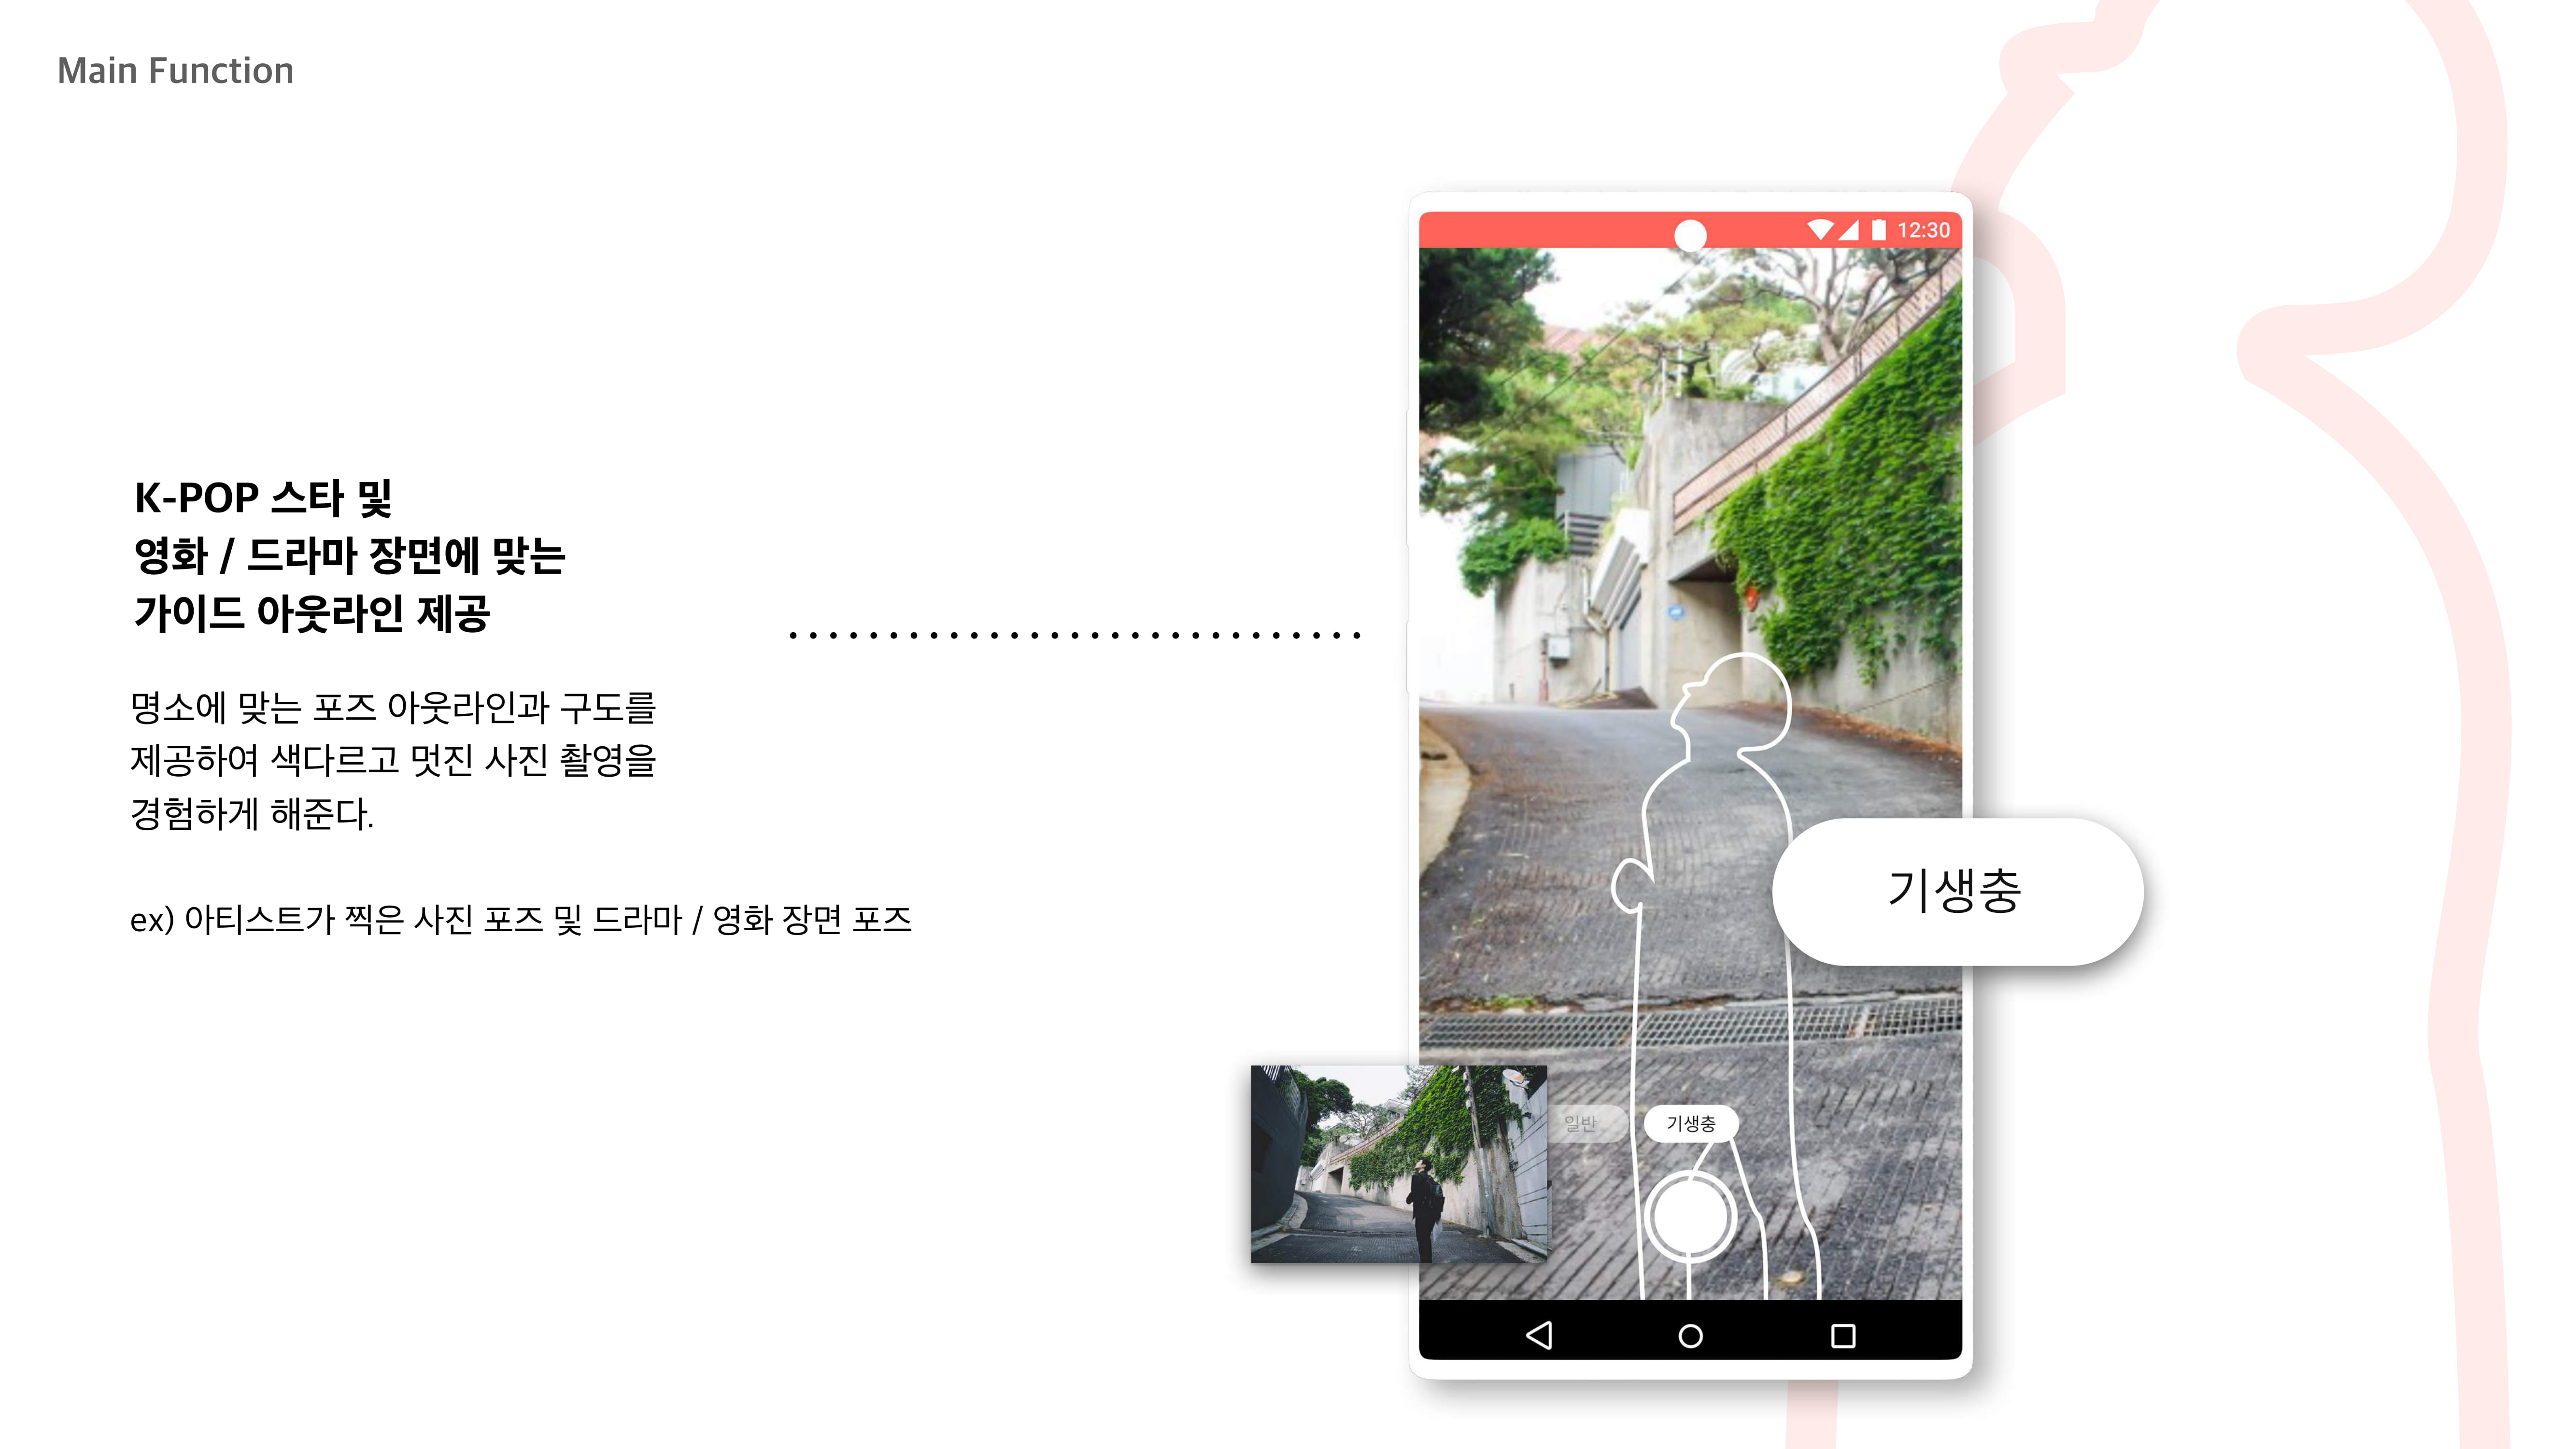 Main Function
K-POP 스타 및
영화 / 드라마 장면에 맞는
가이드 아웃라인 제공
명소에 맞는 포즈 아웃라인과 구도를
제공하여 색다르고 멋진 사진 촬영을
경험하게 해준다.
ex) 아티스트가 찍은 사진 포즈 및 드라마 / 영화 장면 포즈
12:30
기생충
일반
기생충